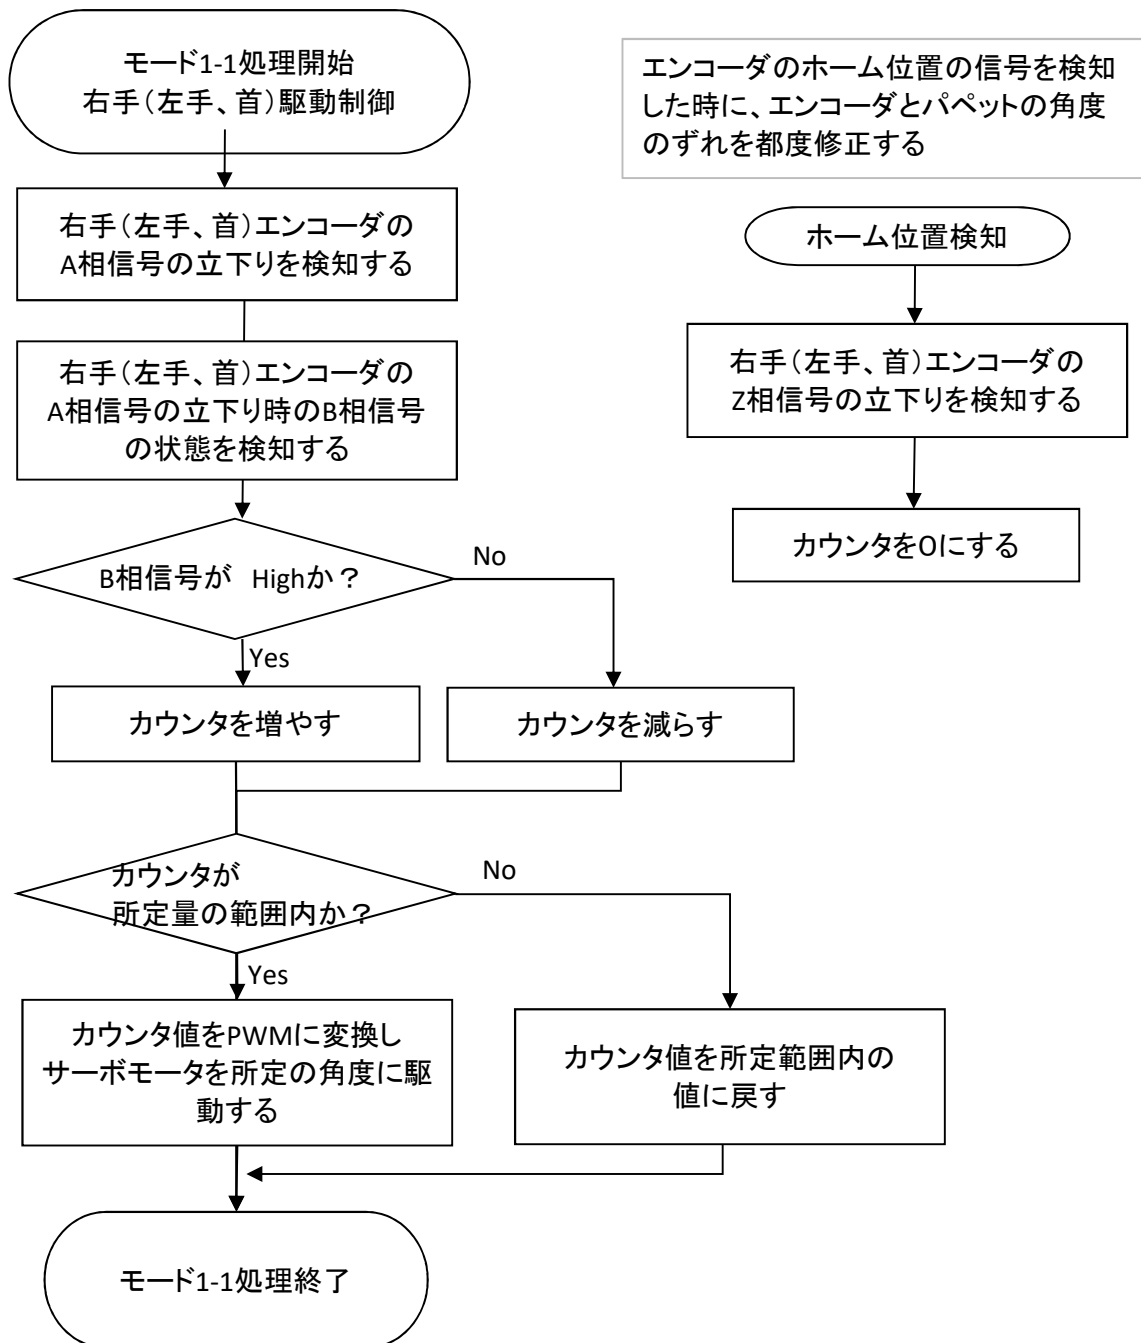 モード1-1処理開始
右手(左手、首)駆動制御
右手(左手、首)エンコーダの
A相信号の立下りを検知する
右手(左手、首)エンコーダの
A相信号の立下り時のB相信号
の状態を検知する
B相信号が Highか?
No
Yes
カウンタを増やす
カウンタを減らす
カウンタが
所定量の範囲内か?
No
Yes
カウンタ値をPWMに変換し
サーボモータを所定の角度に駆
動する
カウンタ値を所定範囲内の
値に戻す
モード1-1処理終了
エンコーダのホーム位置の信号を検知
した時に、エンコーダとパペットの角度
のずれを都度修正する
ホーム位置検知
右手(左手、首)エンコーダの
Z相信号の立下りを検知する
カウンタを0にする